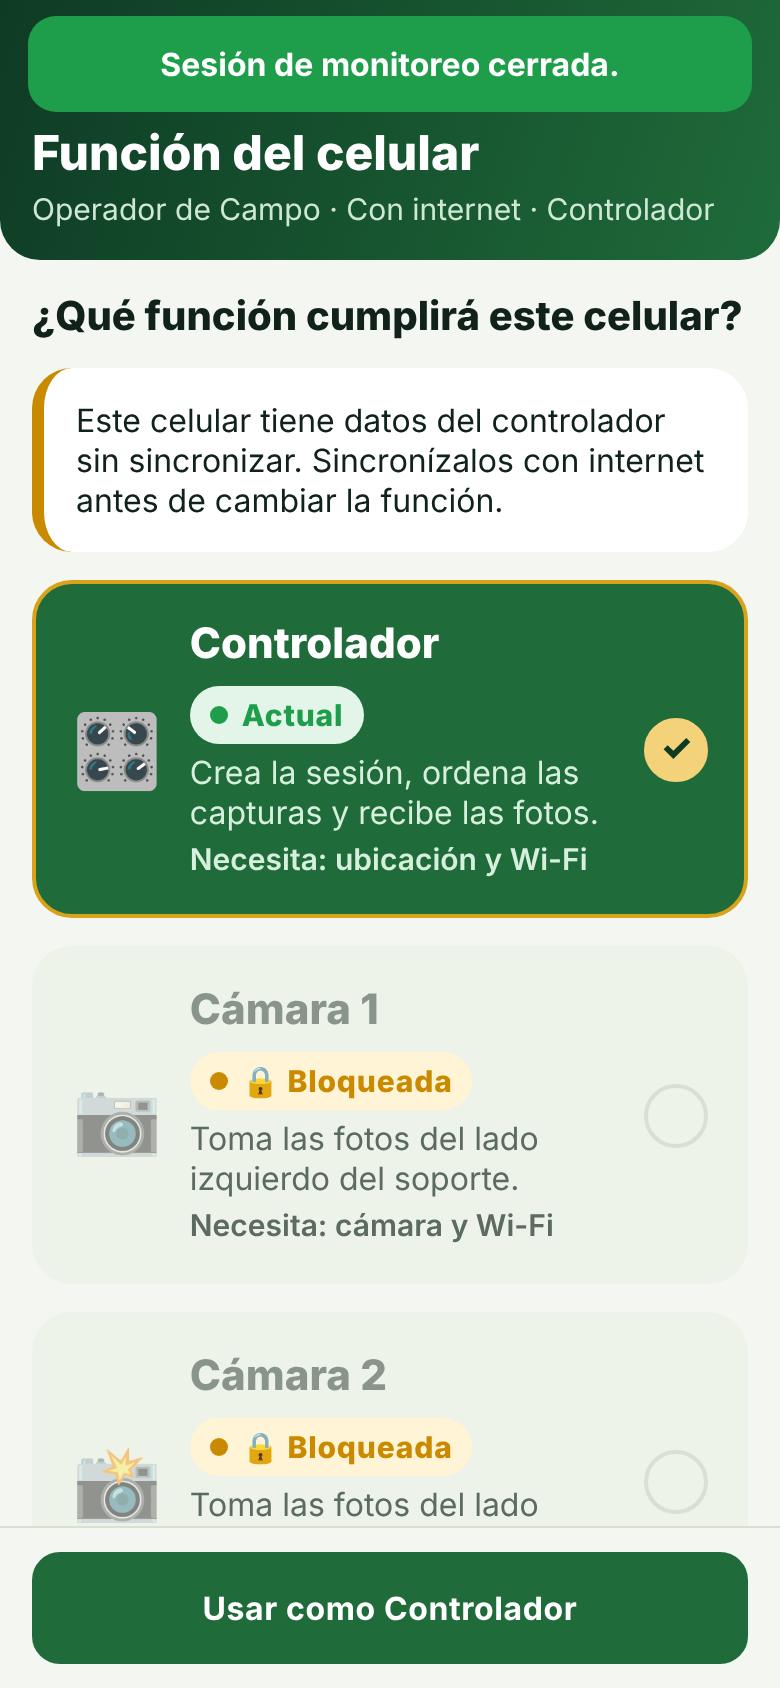 Sesión de monitoreo cerrada.
Función del celular
Operador de Campo · Con internet · Controlador
¿Qué función cumplirá este celular?
Este celular tiene datos del controlador
sin sincronizar. Sincronízalos con internet
antes de cambiar la función.
Controlador
Actual
Crea la sesión, ordena las
capturas y recibe las fotos.
Necesita: ubicación y Wi-Fi
Cámara 1
Bloqueada
Toma las fotos del lado
izquierdo del soporte.
Necesita: cámara y Wi-Fi
Cámara 2
Bloqueada
Toma las fotos del lado
Usar como Controlador